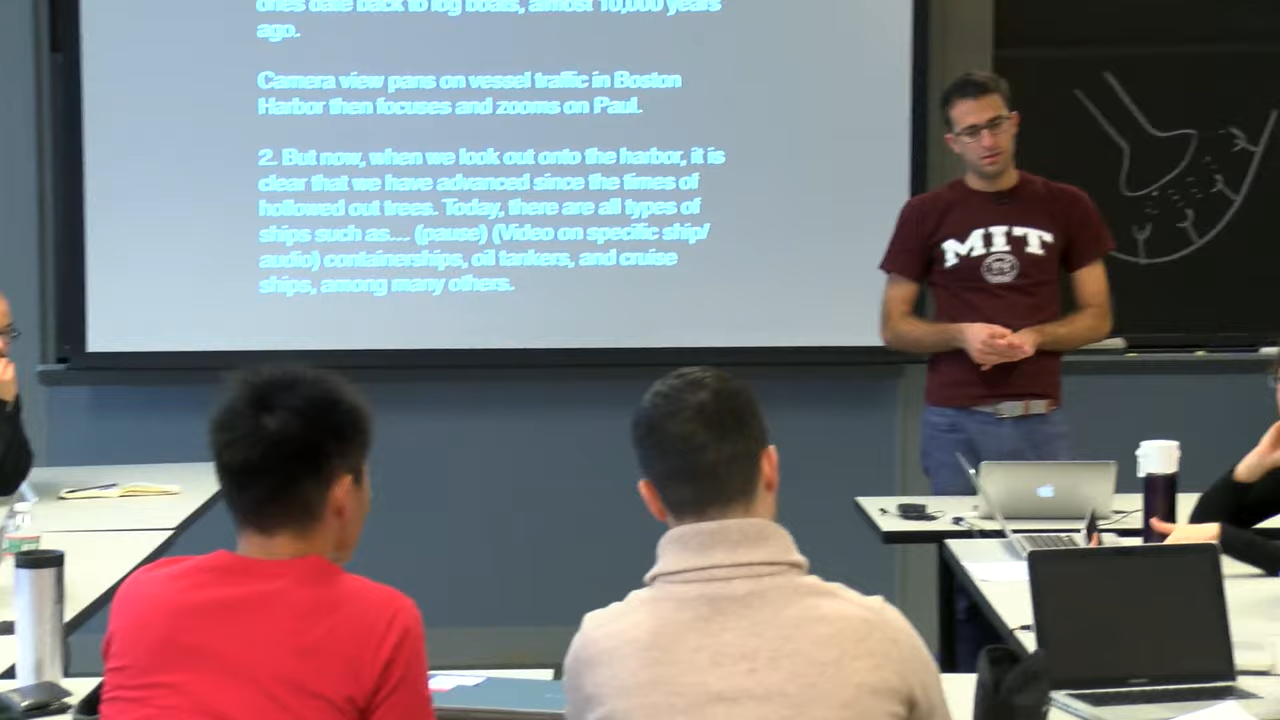 ones date back to log boats, almost 10,000 years
ago.
Camera view pans on vessel traffic in Boston
Harbor then focuses and zooms on Paul.
2. But now, when we look out onto the harbor, it is
clear that we have advanced since the times of
hollowed out trees. Today, there are all types of
ships such as... (pause) (Video on specific ship/
audio) containerships, oil tankers, and cruise
ships, among many others.
MIT